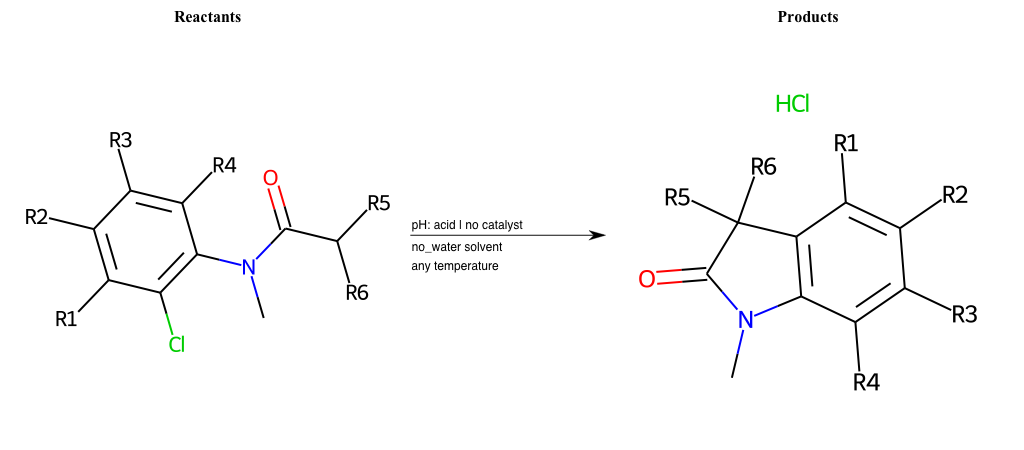 Reactants
Products
HCl
R3
R4
R2
R1
Cl
N
O
R5
R6
pH: acid | no catalyst
no_water solvent
any temperature
R1
R6
R5
R2
O
N
R3
R4